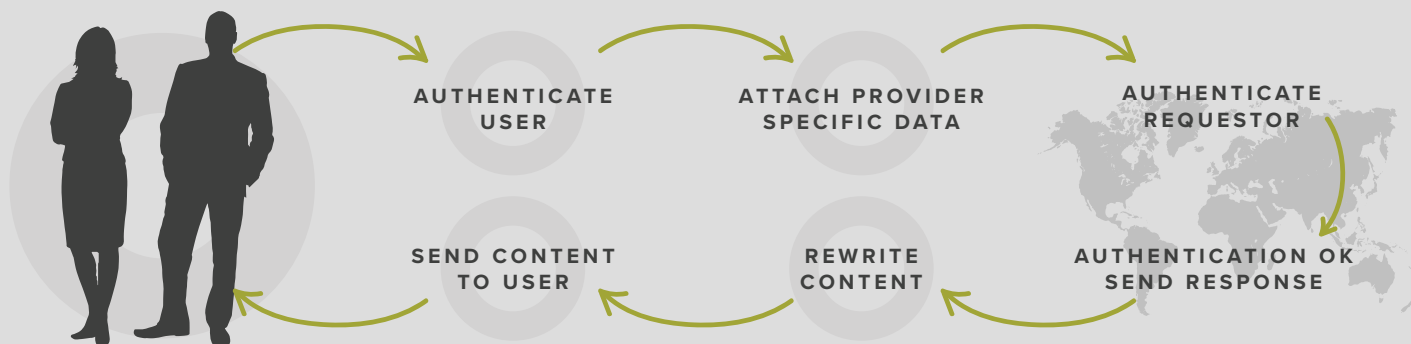 AUTHENTICATE
USER
ATTACH PROVIDER
SPECIFIC DATA
AUTHENTICATE
REQUESTOR
AUTHENTICATION OK
SEND RESPONSE
REWRITE
CONTENT
SEND CONTENT
TO USER